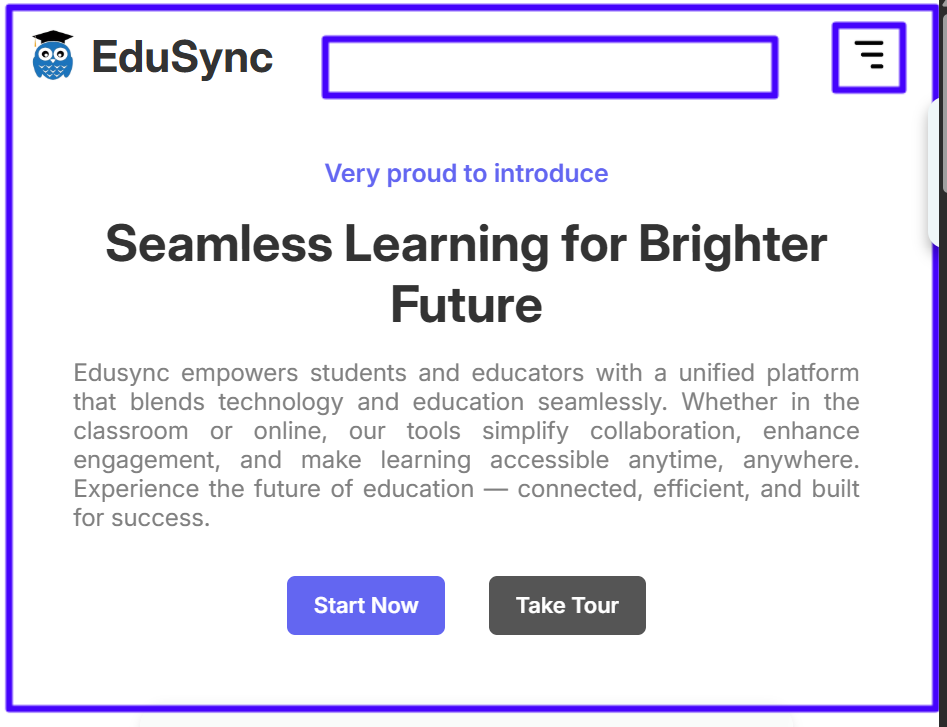 EduSync
Very proud to introduce
Seamless Learning for Brighter
Future
Edusync empowers students and educators with a unified platform
that blends technology and education seamlessly. Whether in the
classroom or online, our tools simplify collaboration, enhance
engagement, and make learning accessible anytime, anywhere.
Experience the future of education — connected, efficient, and built
for success.
Start Now
Take Tour